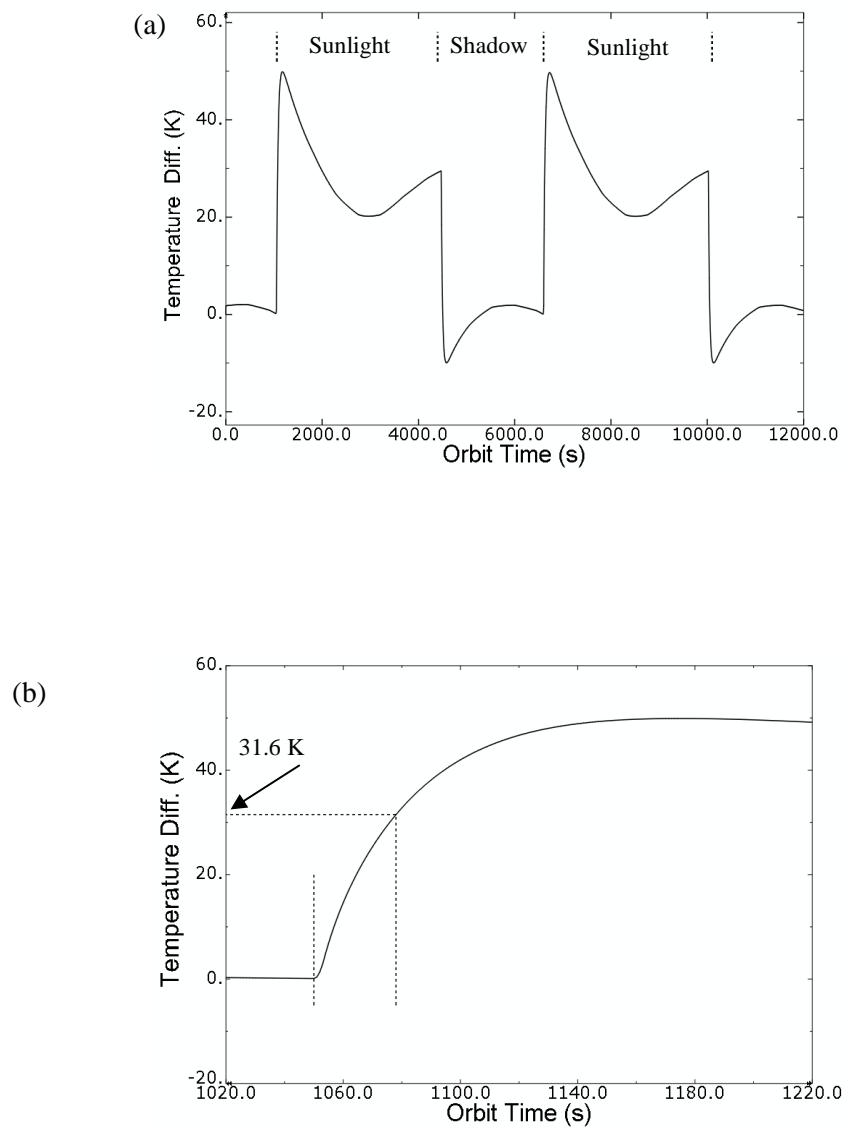 (a)
60.
40.
20.
0.
-20.
Temperature Diff. (K)
Sunlight Shadow Sunlight
0.0 2000.0 4000.0 6000.0 8000.0 10000.0 12000.0
Orbit Time (s)
(b)
60.
40.
20.
0.
-20.
Temperature Diff. (K)
31.6 K
1020.0 1060.0 1100.0 1140.0 1180.0 1220.0
Orbit Time (s)